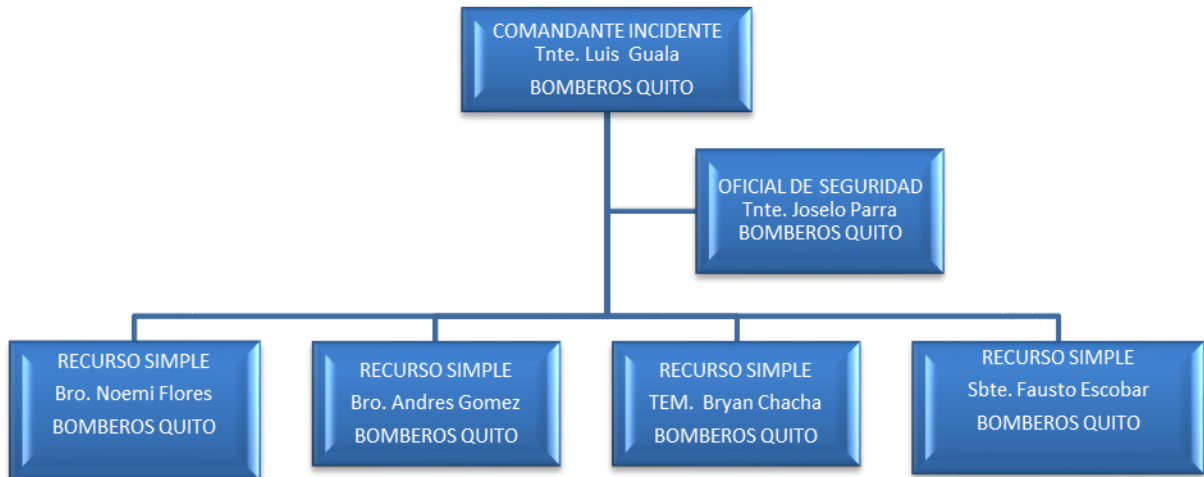 COMANDANTE INCIDENTE
Tnte. Luis Guala
BOMBEROS QUITO
OFICIAL DE SEGURIDAD
Tnte. Joselo Parra
BOMBEROS QUITO
RECURSO SIMPLE
Bro. Noemi Flores
BOMBEROS QUITO
RECURSO SIMPLE
Bro. Andres Gomez
BOMBEROS QUITO
RECURSO SIMPLE
TEM. Bryan Chacha
BOMBEROS QUITO
RECURSO SIMPLE
Sbte. Fausto Escobar
BOMBEROS QUITO